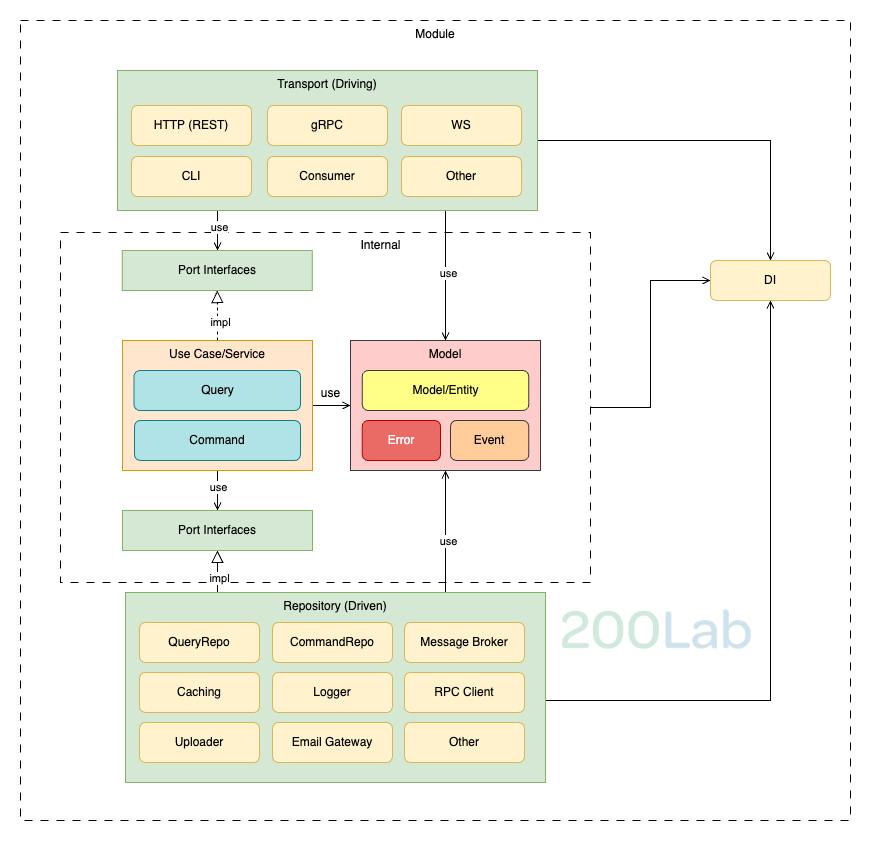 Module
Transport (Driving)
HTTP (REST)
gRPC
WS
CLI
Consumer
Other
use
Internal
Port Interfaces
use
DI
impl
Use Case/Service
Model
Query
use
Model/Entity
Command
Error
Event
use
Port Interfaces
use
impl
Repository (Driven)
QueryRepo
CommandRepo
Message Broker
200Lab
Caching
Logger
RPC Client
Uploader
Email Gateway
Other